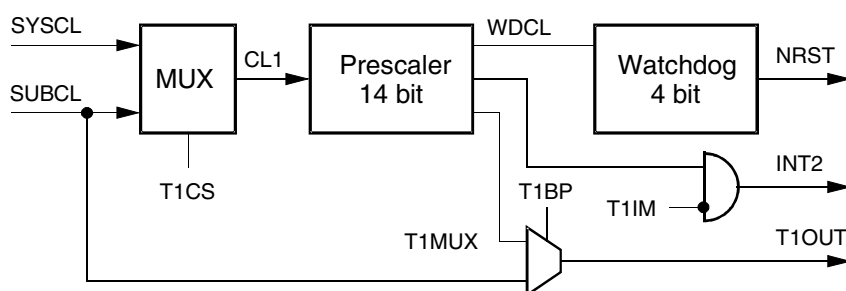 SYSCL
WDCL
NRST
CL1
MUX
Prescaler
14 bit
Watchdog
4 bit
SUBCL
T1CS
T1BP
INT2
T1IM
T1MUX
T1OUT